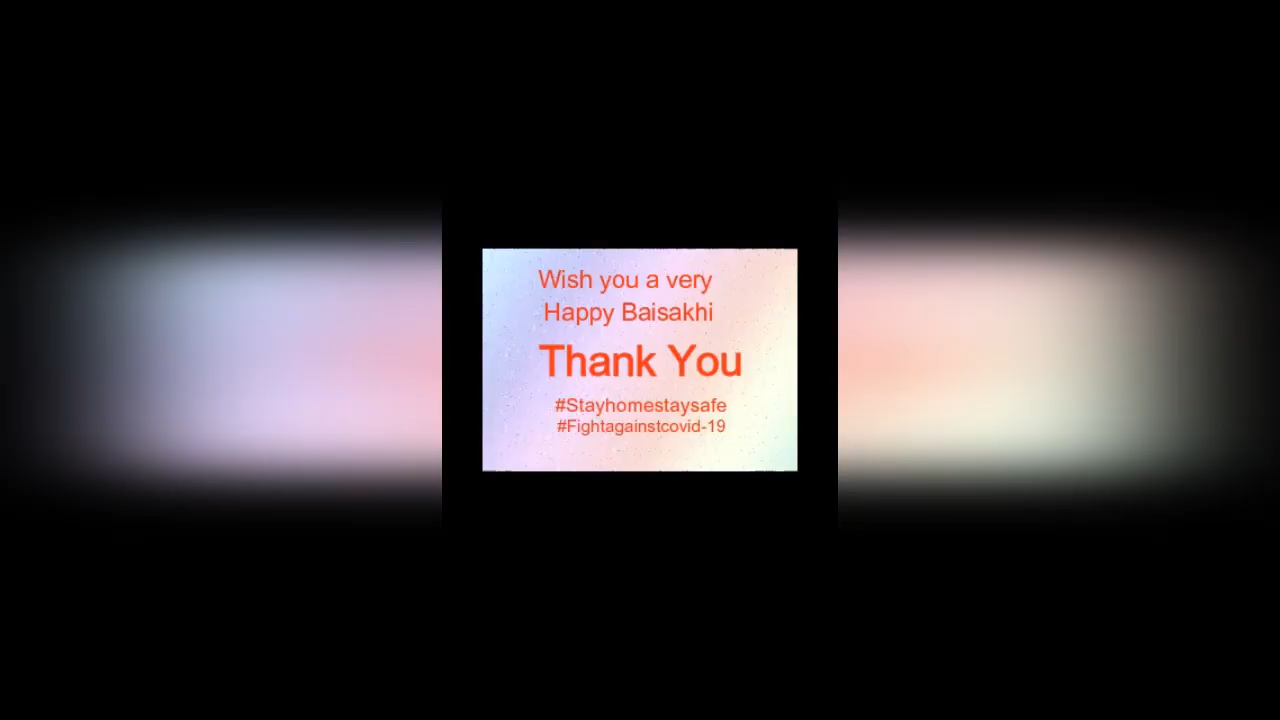 Wish you a very
Happy Baisakhi
Thank You
#Stayhomestaysafe
#Fightagainstcovid-19